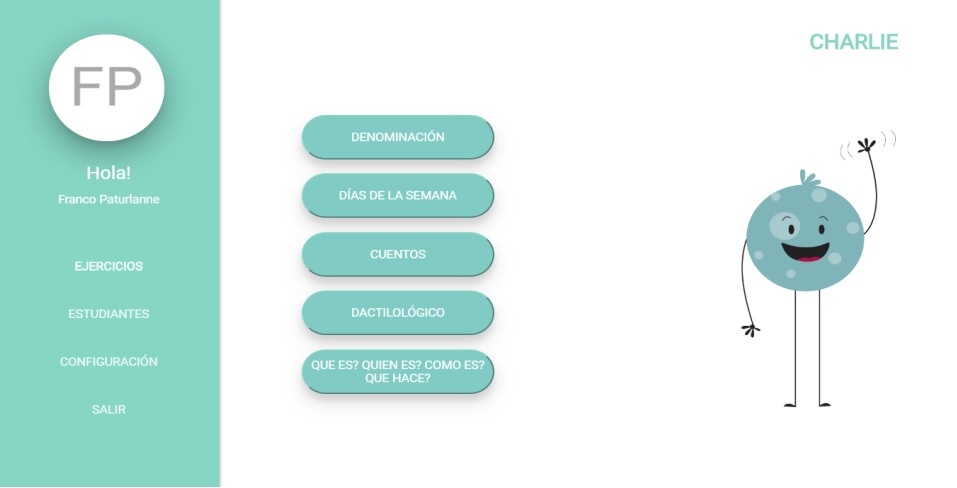 FP
Hola!
Franco Paturlanne
EJERCICIOS
ESTUDIANTES
CONFIGURACIÓN
SALIR
CHARLIE
DENOMINACIÓN
DÍAS DE LA SEMANA
CUENTOS
DACTILOLÓGICO
QUE ES? QUIEN ES? COMO ES?
QUE HACE?